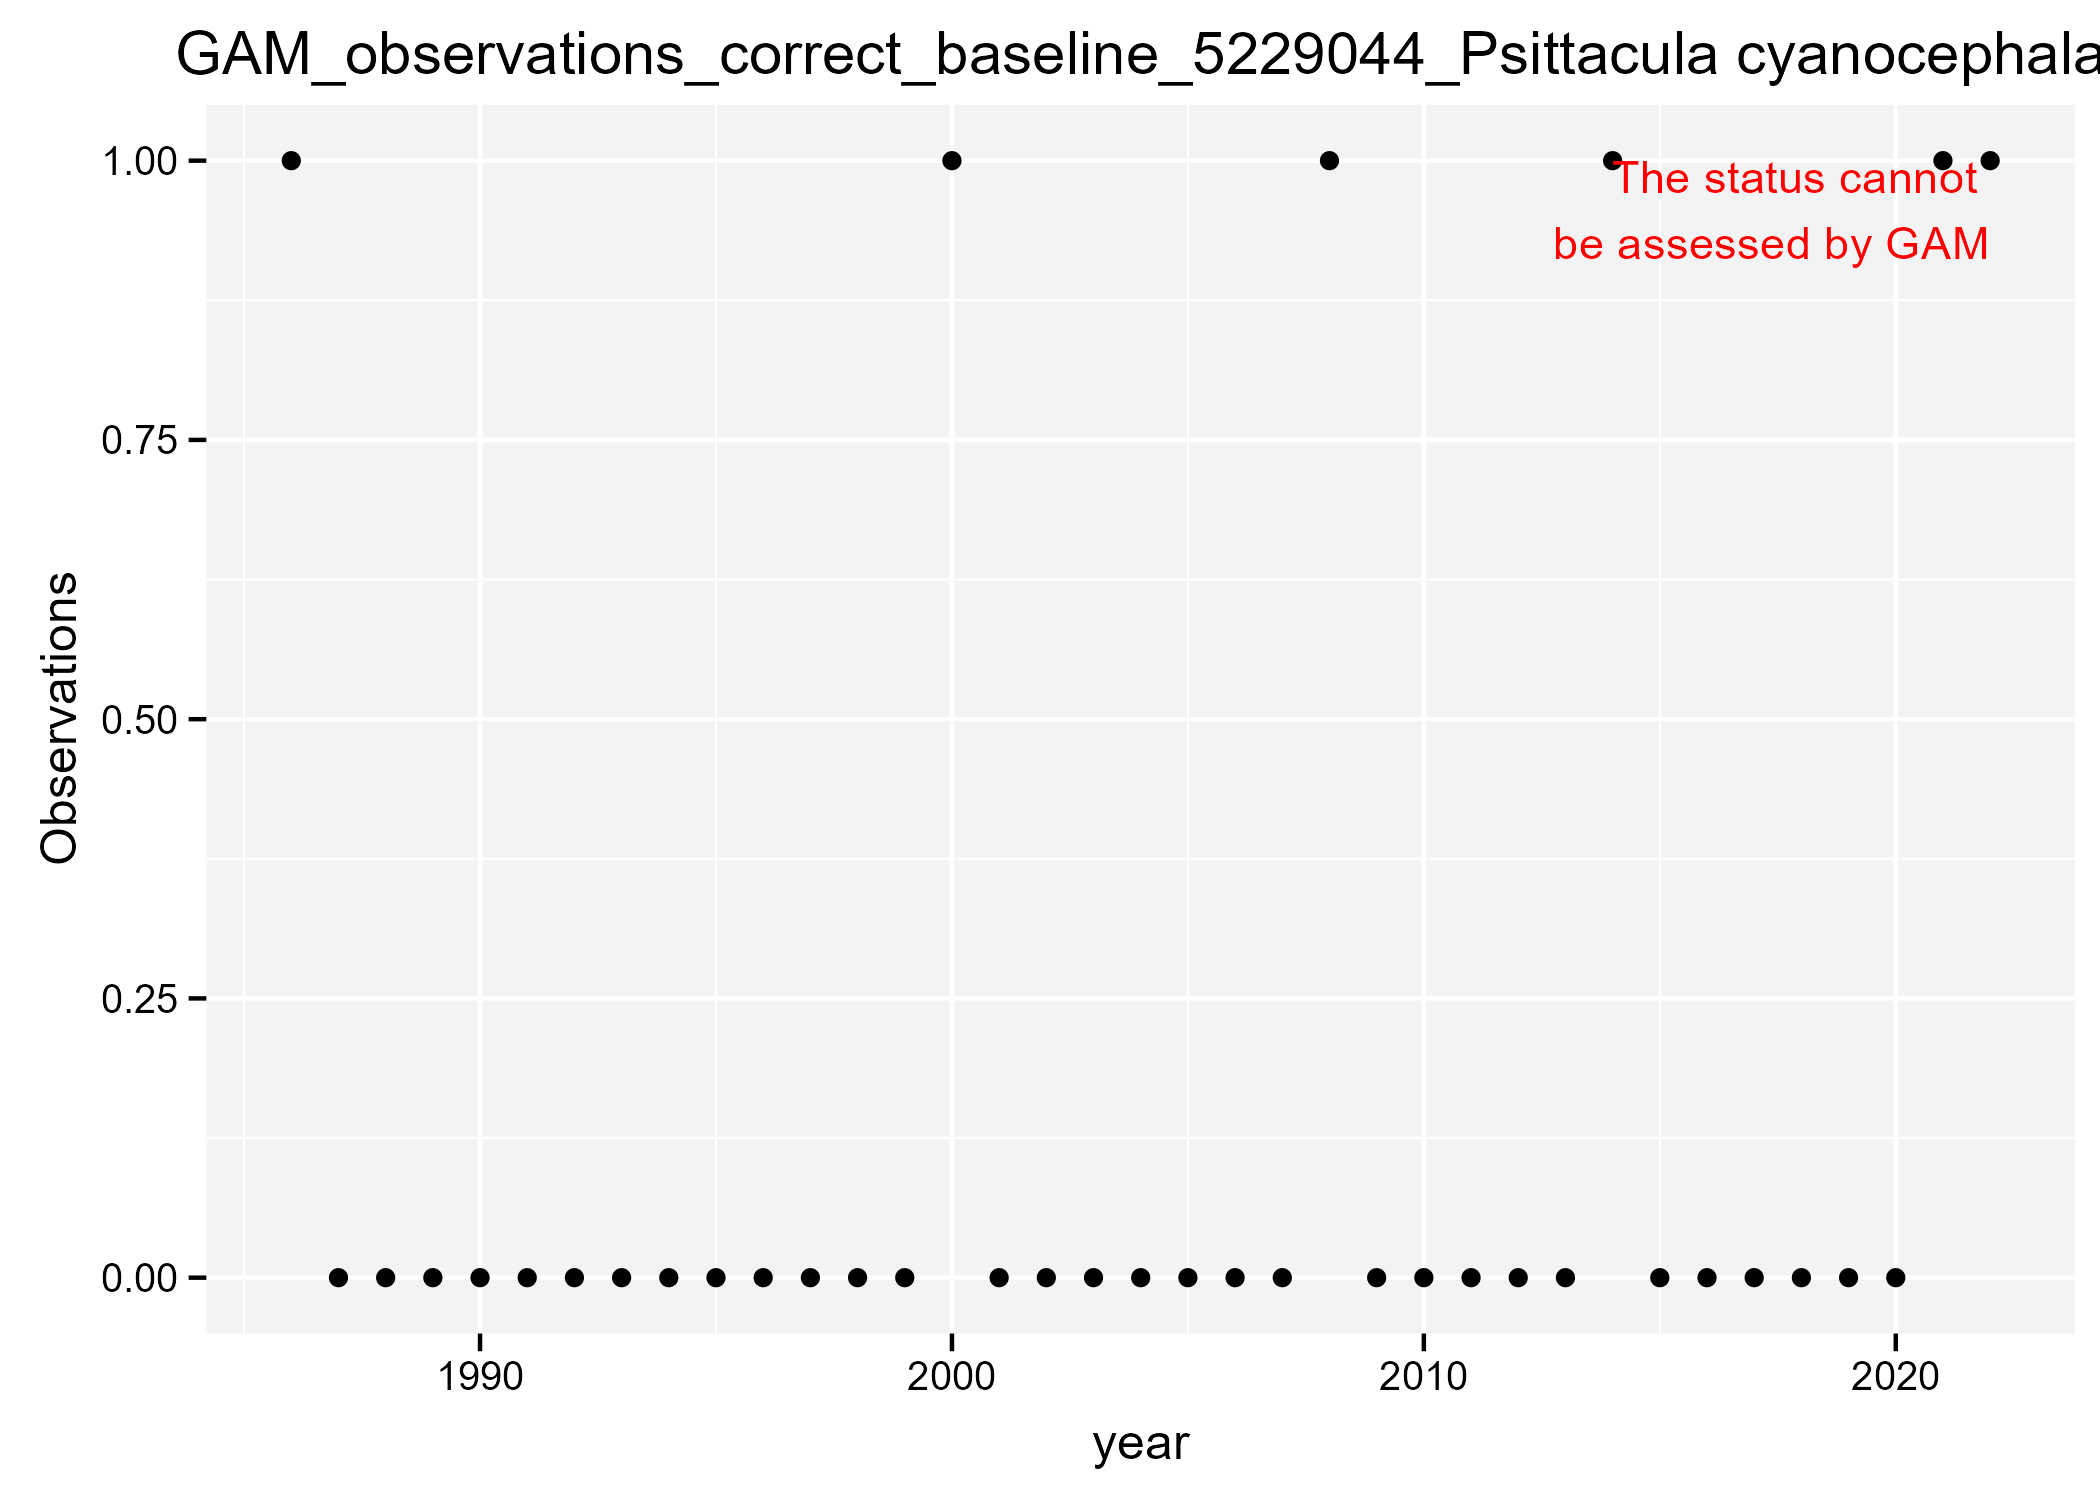 GAM_observations_correct_baseline_5229044_Psittacula cyanocephala
1.00
The status cannot
be assessed by GAM
0.75
0.50
0.25
0.00
Observations
1990 2000 2010 2020
year